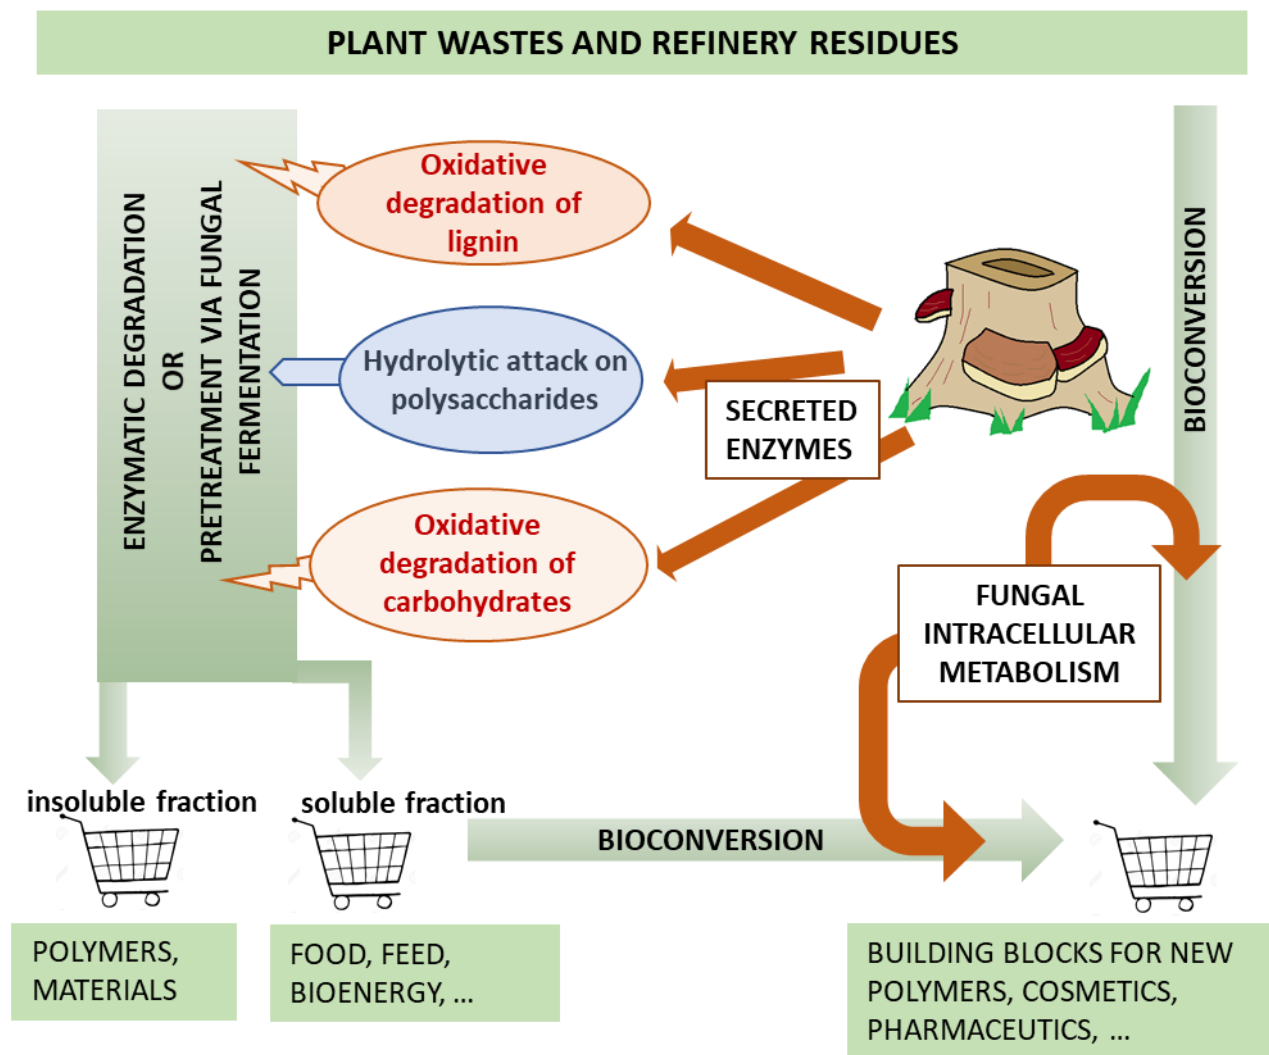 PLANT WASTES AND REFINERY RESIDUES
ENZYMATIC DEGRADATION
OR
PRETREATMENT VIA FUNGAL
FERMENTATION
Oxidative
degradation of
lignin
Hydrolytic attack on
polysaccharides
Oxidative
degradation of
carbohydrates
SECRETED
ENZYMES
BIOCONVERSION
FUNGAL
INTRACELLULAR
METABOLISM
insoluble fraction
soluble fraction
BIOCONVERSION
POLYMERS,
MATERIALS
FOOD, FEED,
BIOENERGY, ...
BUILDING BLOCKS FOR NEW
POLYMERS, COSMETICS,
PHARMACEUTICS, ...